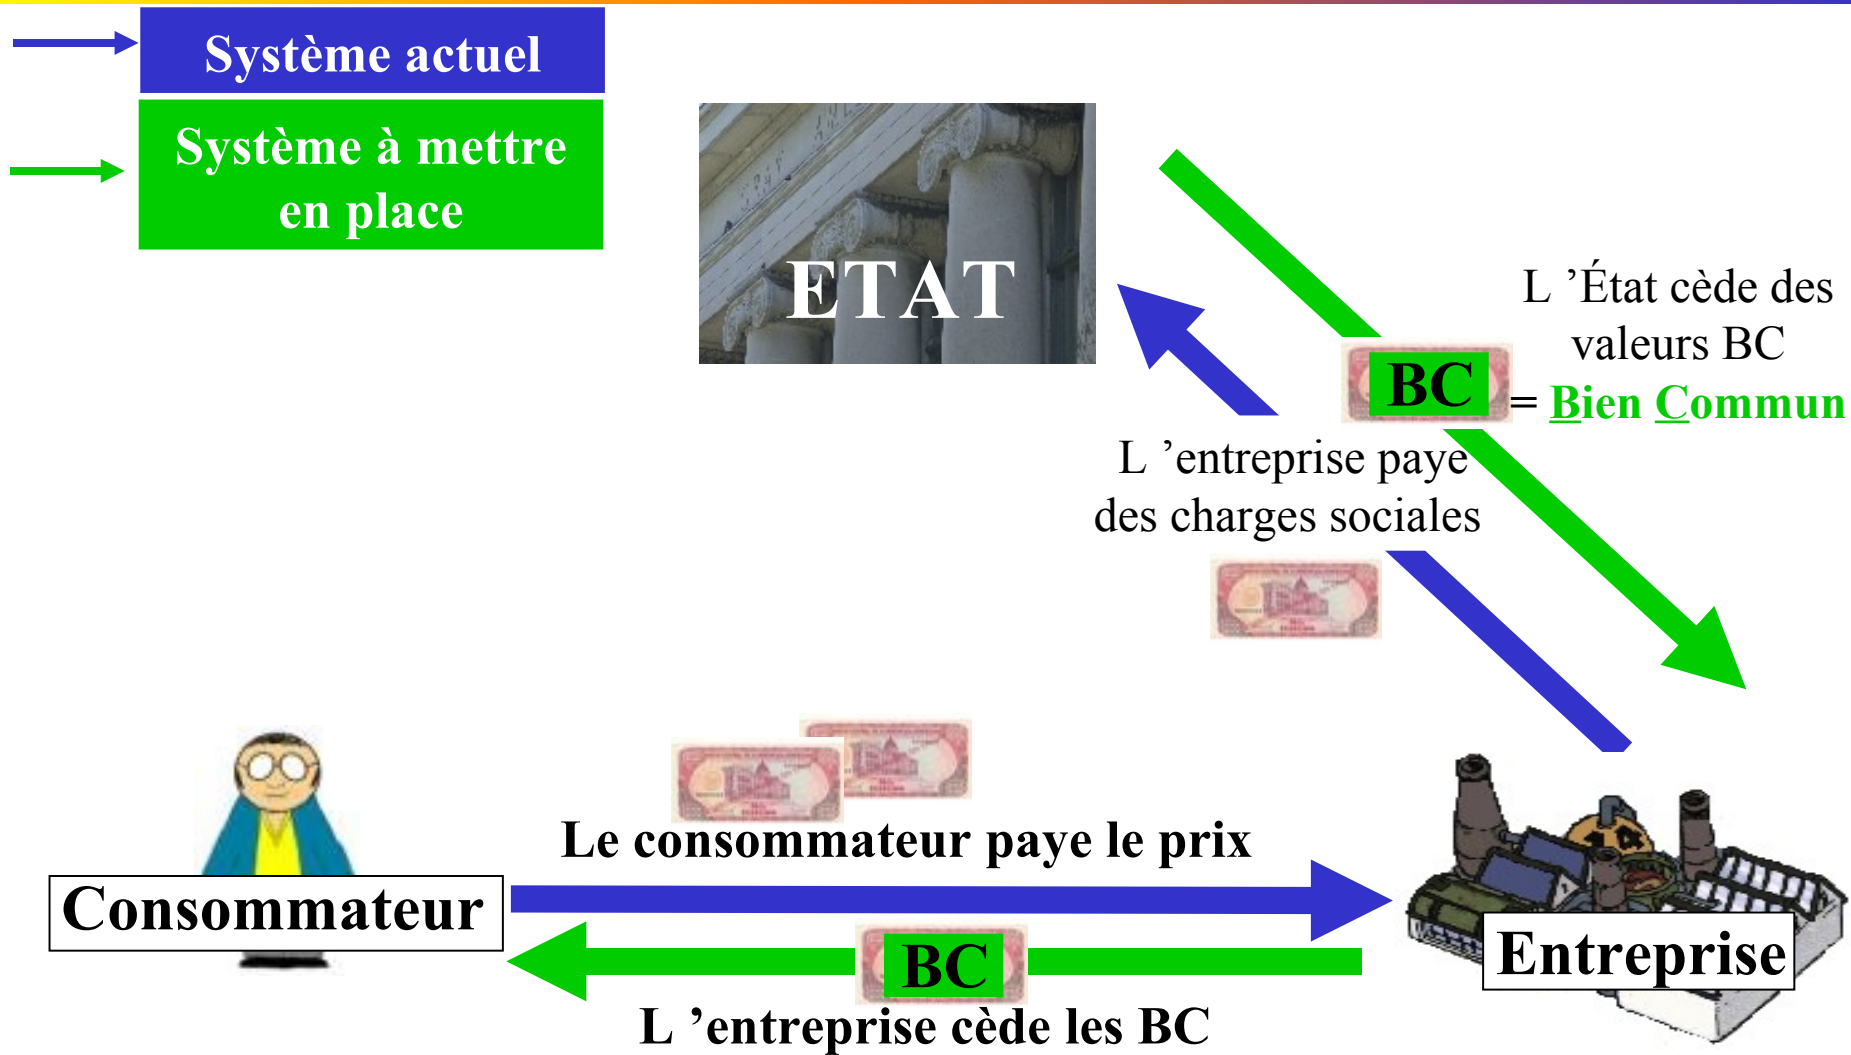 Système actuel
Système à mettre
en place
ETAT
L ’État cède des
valeurs BC
= Bien Commun
BC
L ’entreprise paye
des charges sociales
Le consommateur paye le prix
Consommateur
BC
L ’entreprise cède les BC
Entreprise